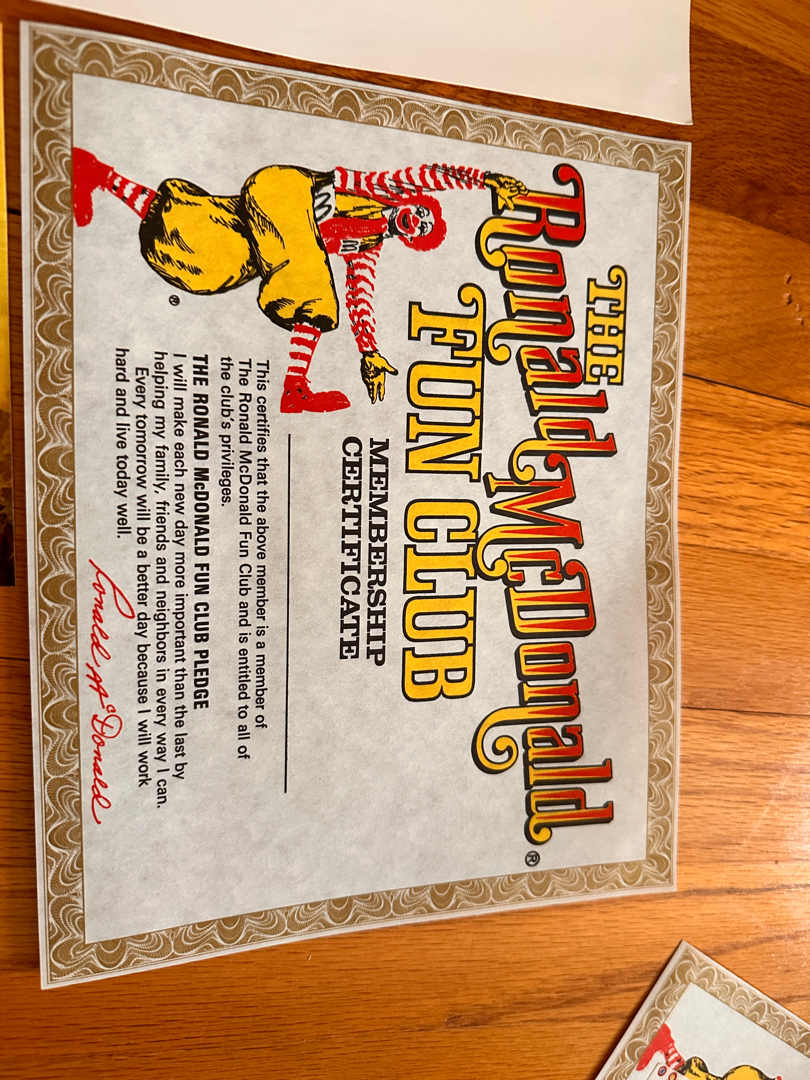 THE
Ronald McDonald®
FUN CLUB
MEMBERSHIP
CERTIFICATE
®
This certifies that the above member is a member of
The Ronald McDonald Fun Club and is entitled to all of
the club's privileges.
THE RONALD McDONALD FUN CLUB PLEDGE
I will make each new day more important than the last by
helping my family, friends and neighbors in every way I can.
Every tomorrow will be a better day because I will work
hard and live today well.
Ronald McDonald